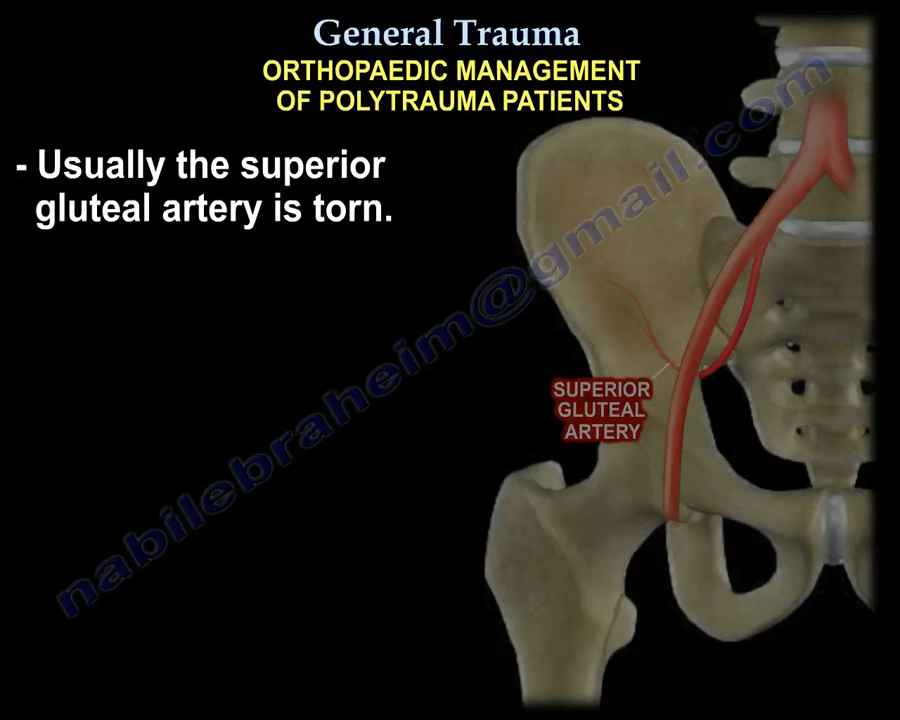 General Trauma
ORTHOPAEDIC MANAGEMENT
OF POLYTRAUMA PATIENTS
- Usually the superior
gluteal artery is torn.
SUPERIOR
GLUTEAL
ARTERY
nabilebraheim@gmail.com